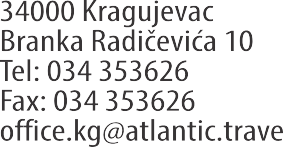 34000 Kragujevac
Branka Radičevića 10
Tel: 034 353626
Fax: 034 353626
office.kg@atlantic.trave